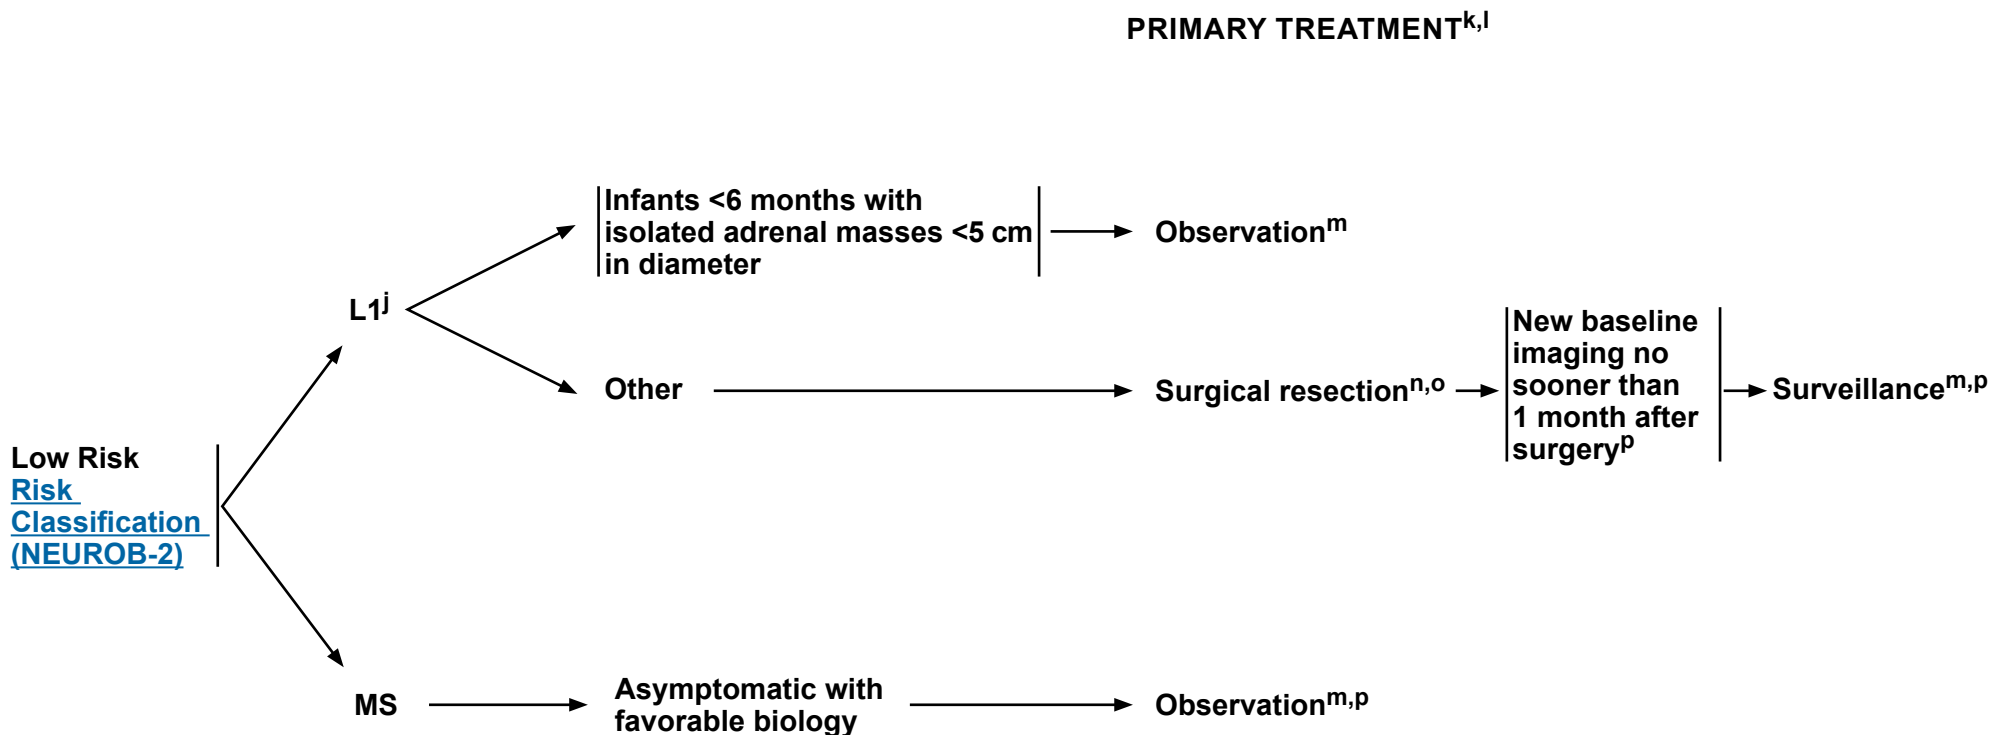 PRIMARY TREATMENTk,l
Infants <6 months with
isolated adrenal masses <5 cm
in diameter
Observationm
L1j
Other
Surgical resectionn,o
New baseline
imaging no
sooner than
1 month after
surgeryp
Surveillancem,p
Low Risk
Risk
Classification
(NEUROB-2)
MS
Asymptomatic with
favorable biology
Observationm,p